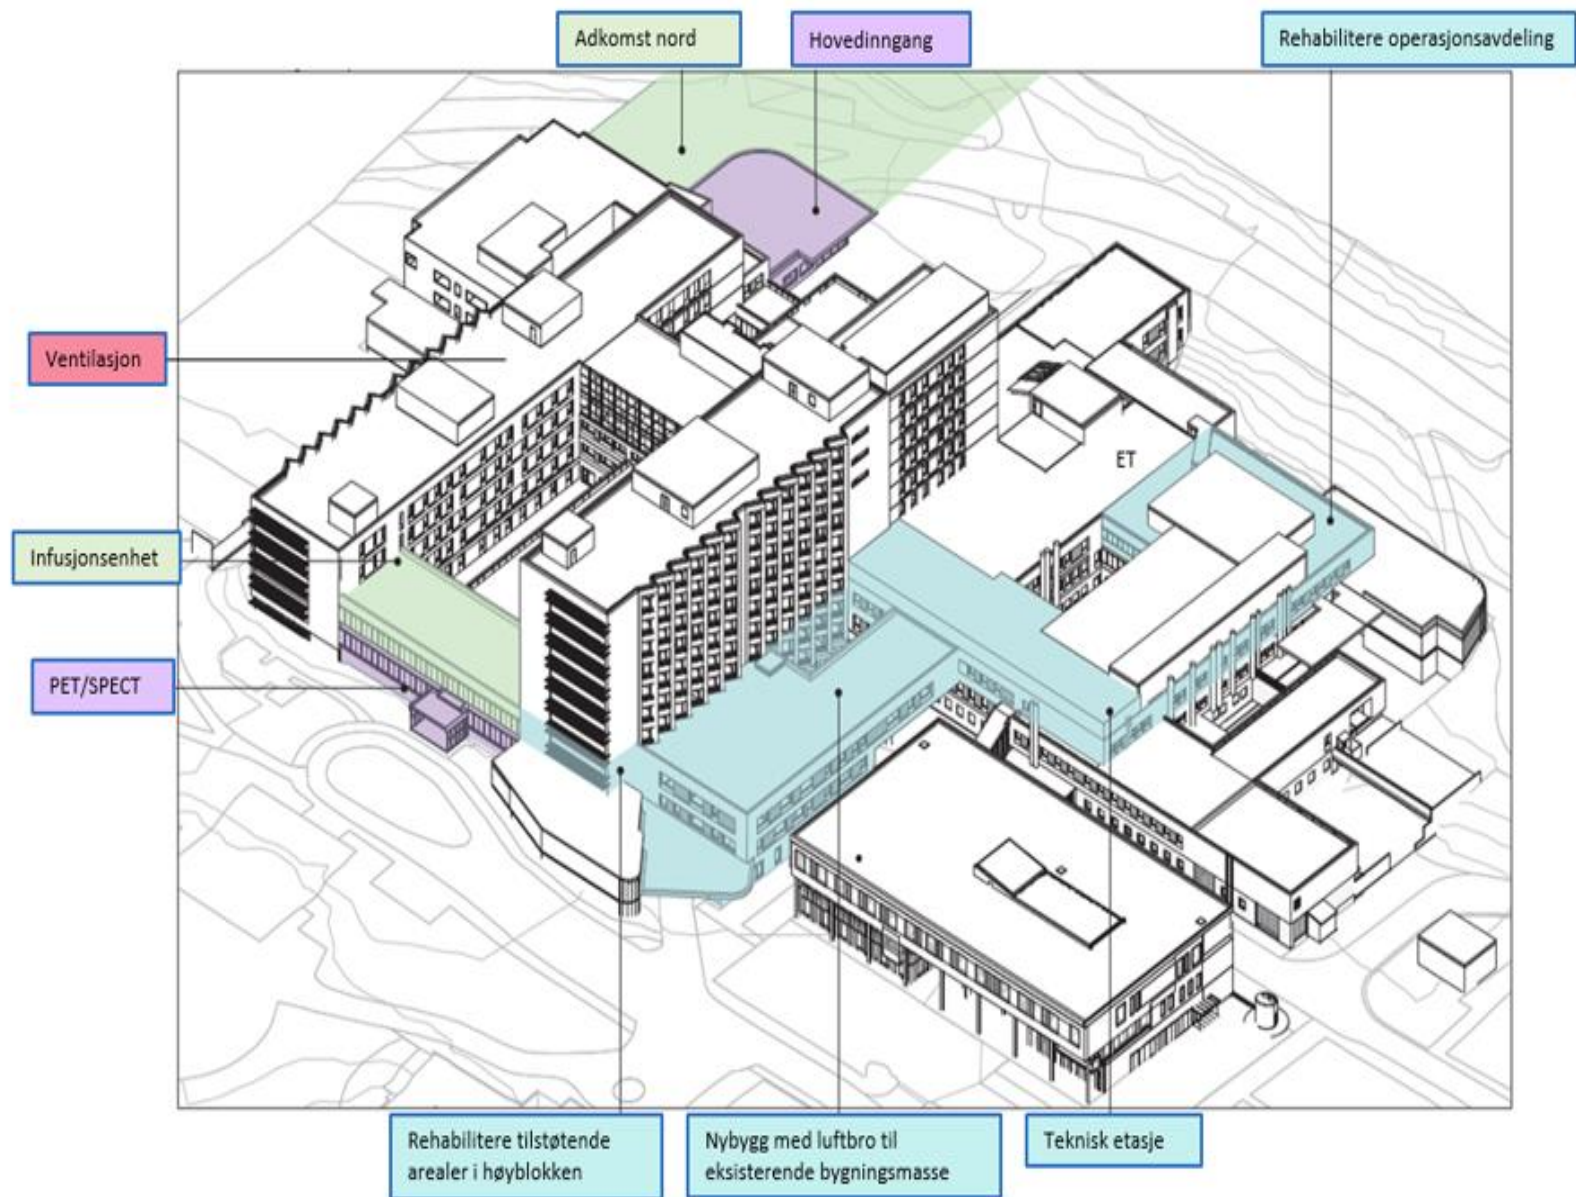 Adkomst nord
Hovedinngang
Rehabilitere operasjonsavdeling
Ventilasjon
ET
Infusjonsenhet
PET/SPECT
Rehabilitere tilstøtende
arealer i høyblokken
Nybygg med luftbro til
eksisterende bygningsmasse
Teknisk etasje